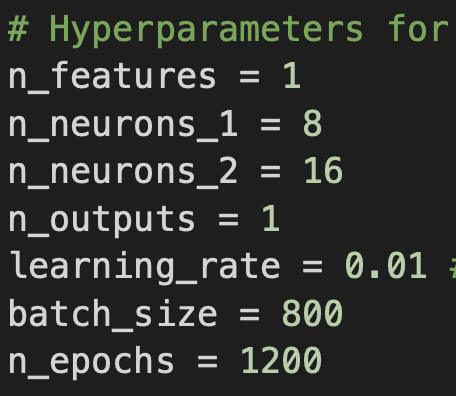 # Hyperparameters for
n_features = 1
n_neurons_1 = 8
n_neurons_2 = 16
n_outputs = 1
learning_rate = 0.01 #
batch_size = 800
n_epochs = 1200